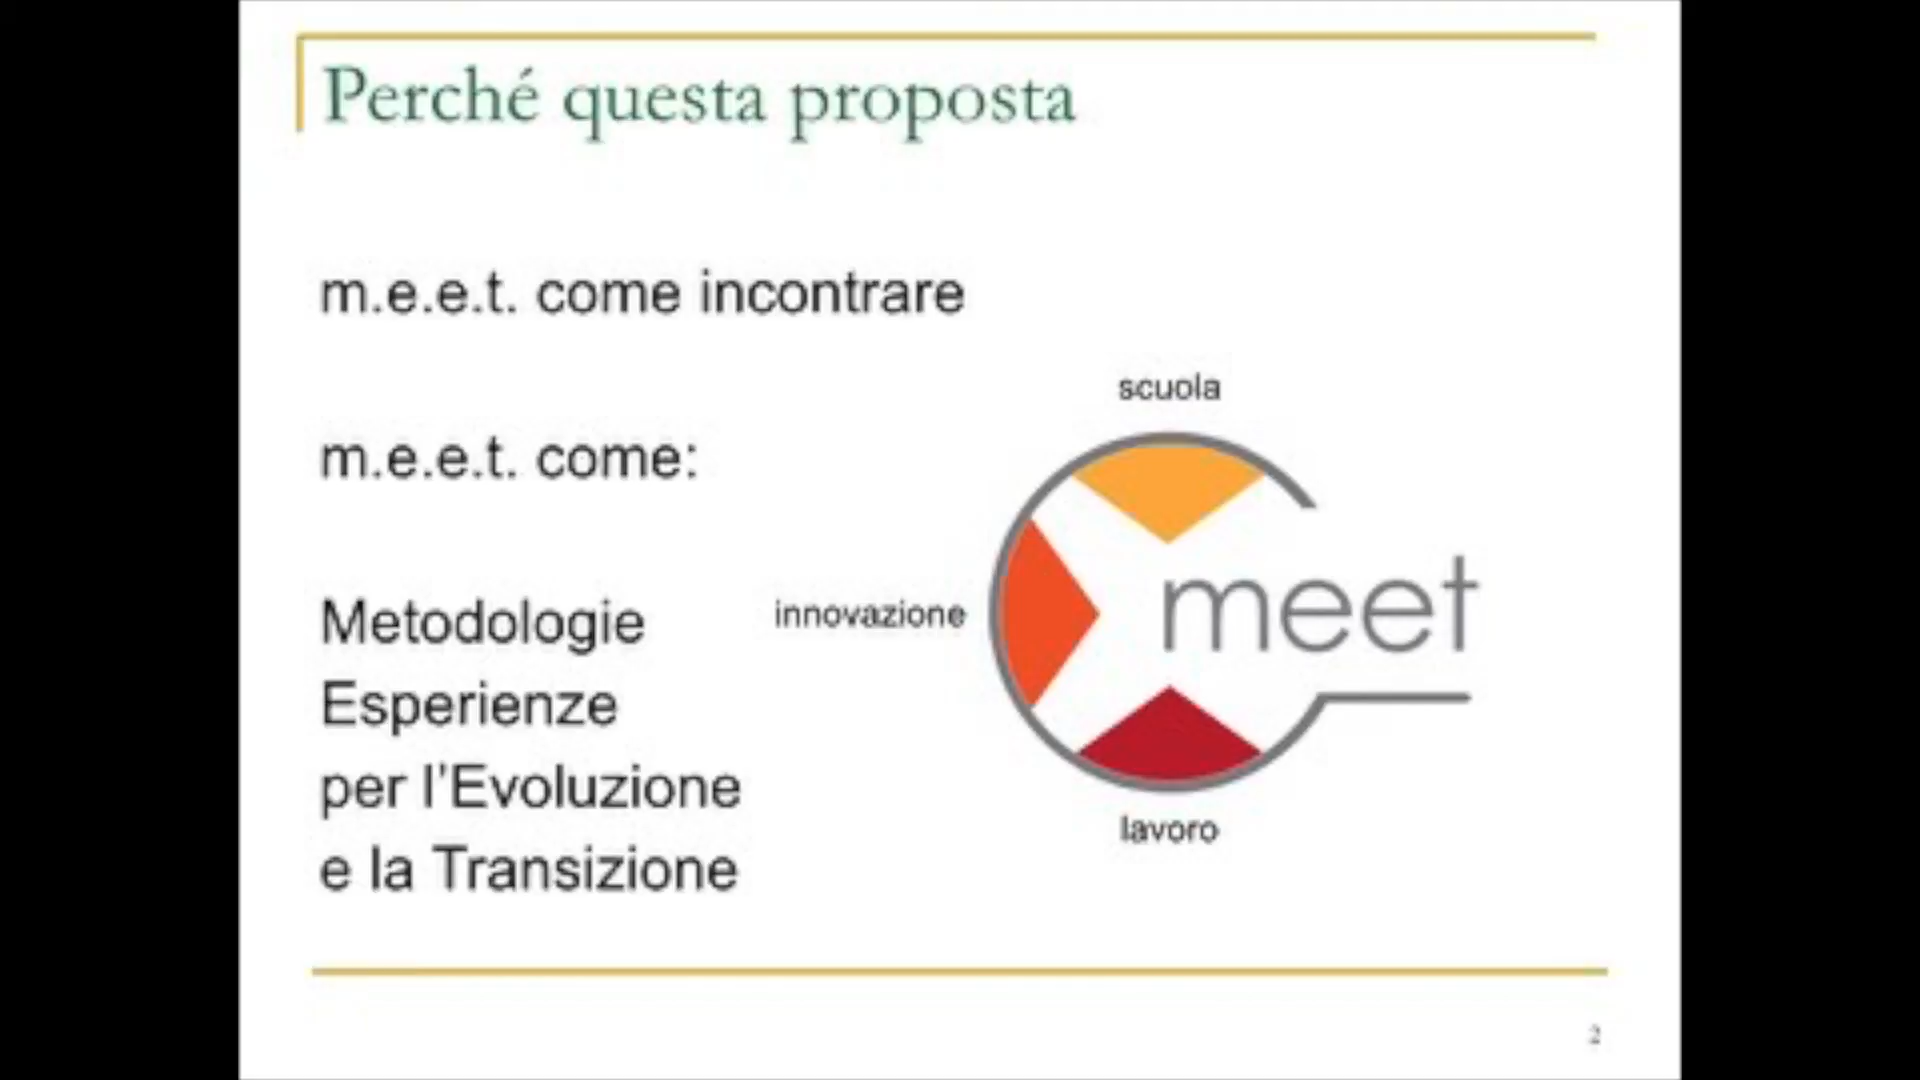 Perché questa proposta
m.e.e.t. come incontrare
m.e.e.t. come:
Metodologie
Esperienze
per l'Evoluzione
e la Transizione
scuola
innovazione
meet
lavoro
2